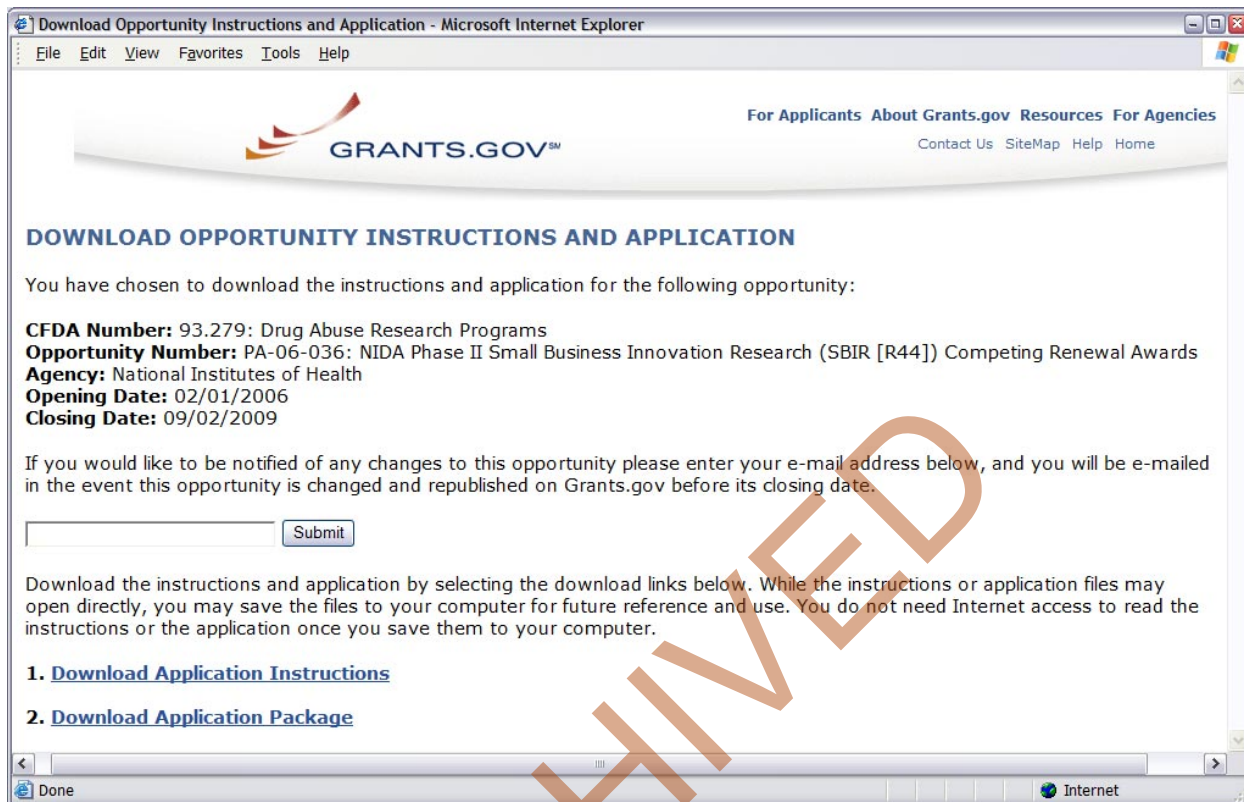 Download Opportunity Instructions and Application - Microsoft Internet Explorer
File Edit View Favorites Tools Help
For Applicants About Grants.gov Resources For Agencies
GRANTS.GOV℠
Contact Us SiteMap Help Home
DOWNLOAD OPPORTUNITY INSTRUCTIONS AND APPLICATION
You have chosen to download the instructions and application for the following opportunity:
CFDA Number: 93.279: Drug Abuse Research Programs
Opportunity Number: PA-06-036: NIDA Phase II Small Business Innovation Research (SBIR [R44]) Competing Renewal Awards
Agency: National Institutes of Health
Opening Date: 02/01/2006
Closing Date: 09/02/2009
If you would like to be notified of any changes to this opportunity please enter your e-mail address below, and you will be e-mailed
in the event this opportunity is changed and republished on Grants.gov before its closing date.
Submit
Download the instructions and application by selecting the download links below. While the instructions or application files may
open directly, you may save the files to your computer for future reference and use. You do not need Internet access to read the
instructions or the application once you save them to your computer.
1. Download Application Instructions
2. Download Application Package
Done
Internet
HIVED